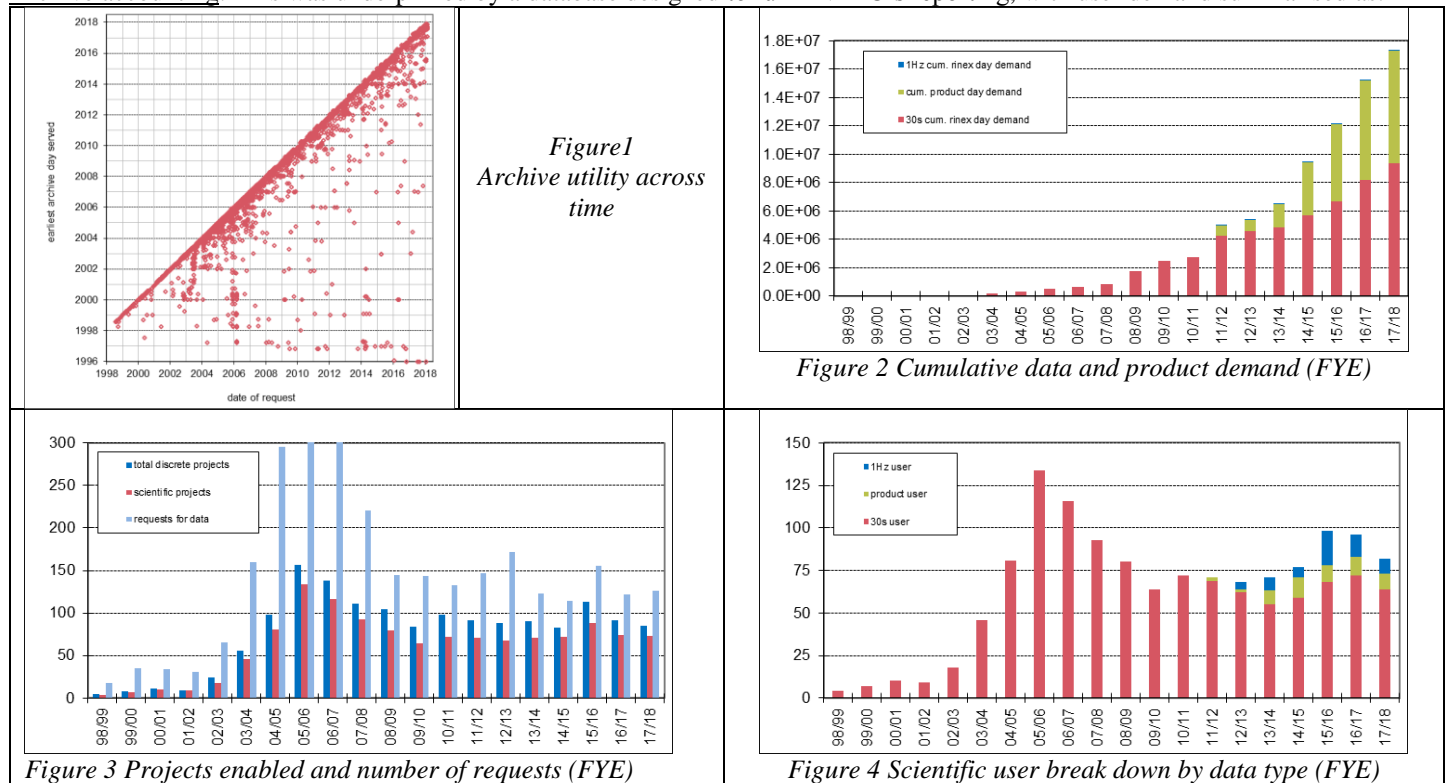 was underpinned by a database designed to reporting, with user demand summarised as:
2018
2016
2014
2012
2010
2008
2006
2004
2002
2000
1998
1996
earliest archive day served
1998 2000 2002 2004 2006 2008 2010 2012 2014 2016 2018
date of request
Figure1
Archive utility across
time
1.8E+07
1.6E+07
1.4E+07
1.2E+07
1.0E+07
8.0E+06
6.0E+06
4.0E+06
2.0E+06
0.0E+00
1Hz cum. rinex day demand
cum. product day demand
30s cum. rinex day demand
98/99 99/00 00/01 01/02 02/03 03/04 04/05 05/06 06/07 07/08 08/09 09/10 10/11 11/12 12/13 13/14 14/15 15/16 16/17 17/18
Figure 2 Cumulative data and product demand (FYE)
300
250
200
150
100
50
0
total discrete projects
scientific projects
requests for data
98/99 99/00 00/01 01/02 02/03 03/04 04/05 05/06 06/07 07/08 08/09 09/10 10/11 11/12 12/13 13/14 14/15 15/16 16/17 17/18
Figure 3 Projects enabled and number of requests (FYE)
150
125
100
75
50
25
0
1Hz user
product user
30s user
98/99 99/00 00/01 01/02 02/03 03/04 04/05 05/06 06/07 07/08 08/09 09/10 10/11 11/12 12/13 13/14 14/15 15/16 16/17 17/18
Figure 4 Scientific user break down by data type (FYE)